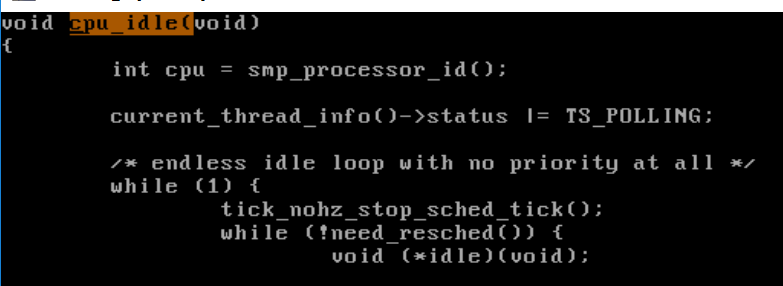 void cpu_idle(void)
{
int cpu = smp_processor_id();
current_thread_info()->status |= TS_POLLING;
/* endless idle loop with no priority at all */
while (1) {
tick_nohz_stop_sched_tick();
while (!need_resched()) {
void (*idle)(void);